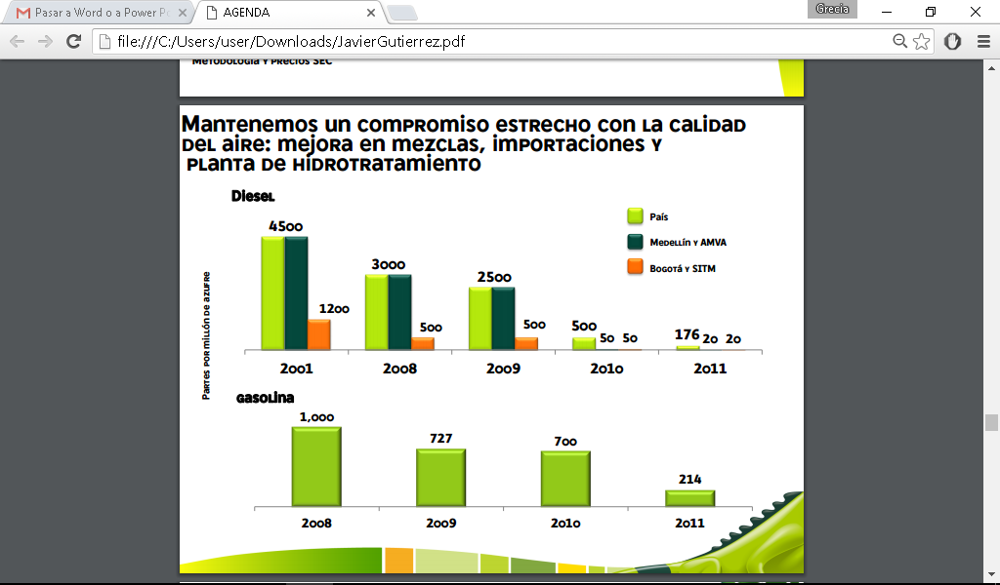 Pasar a Word o a Power P
AGENDA
Grecia
file:///C:/Users/user/Downloads/JavierGutierrez.pdf
Metodología y Precios SEC
Mantenemos un compromiso estrecho con la calidad
del aire: mejora en mezclas, importaciones y
planta de hidrotratamiento
Diesel
País
Medellín y AMVA
Bogotá y SITM
Partes por millón de azufre
4500
1200
3000
500
2500
500
500
50
50
176
20
20
2001
2008
2009
2010
2011
Gasolina
1,000
727
700
214
2008
2009
2010
2011